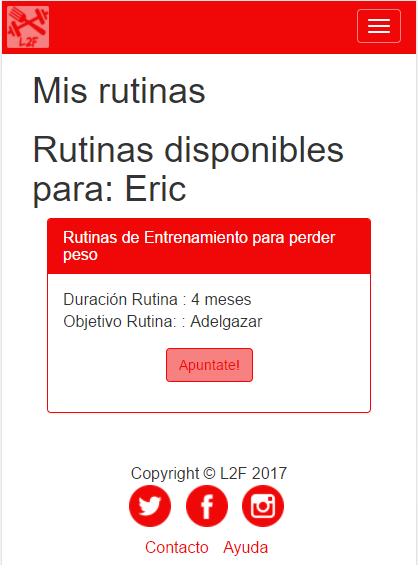 L2F
Mis rutinas
Rutinas disponibles
para: Eric
Rutinas de Entrenamiento para perder
peso
Duración Rutina : 4 meses
Objetivo Rutina: : Adelgazar
Apuntate!
Copyright © L2F 2017
Contacto Ayuda